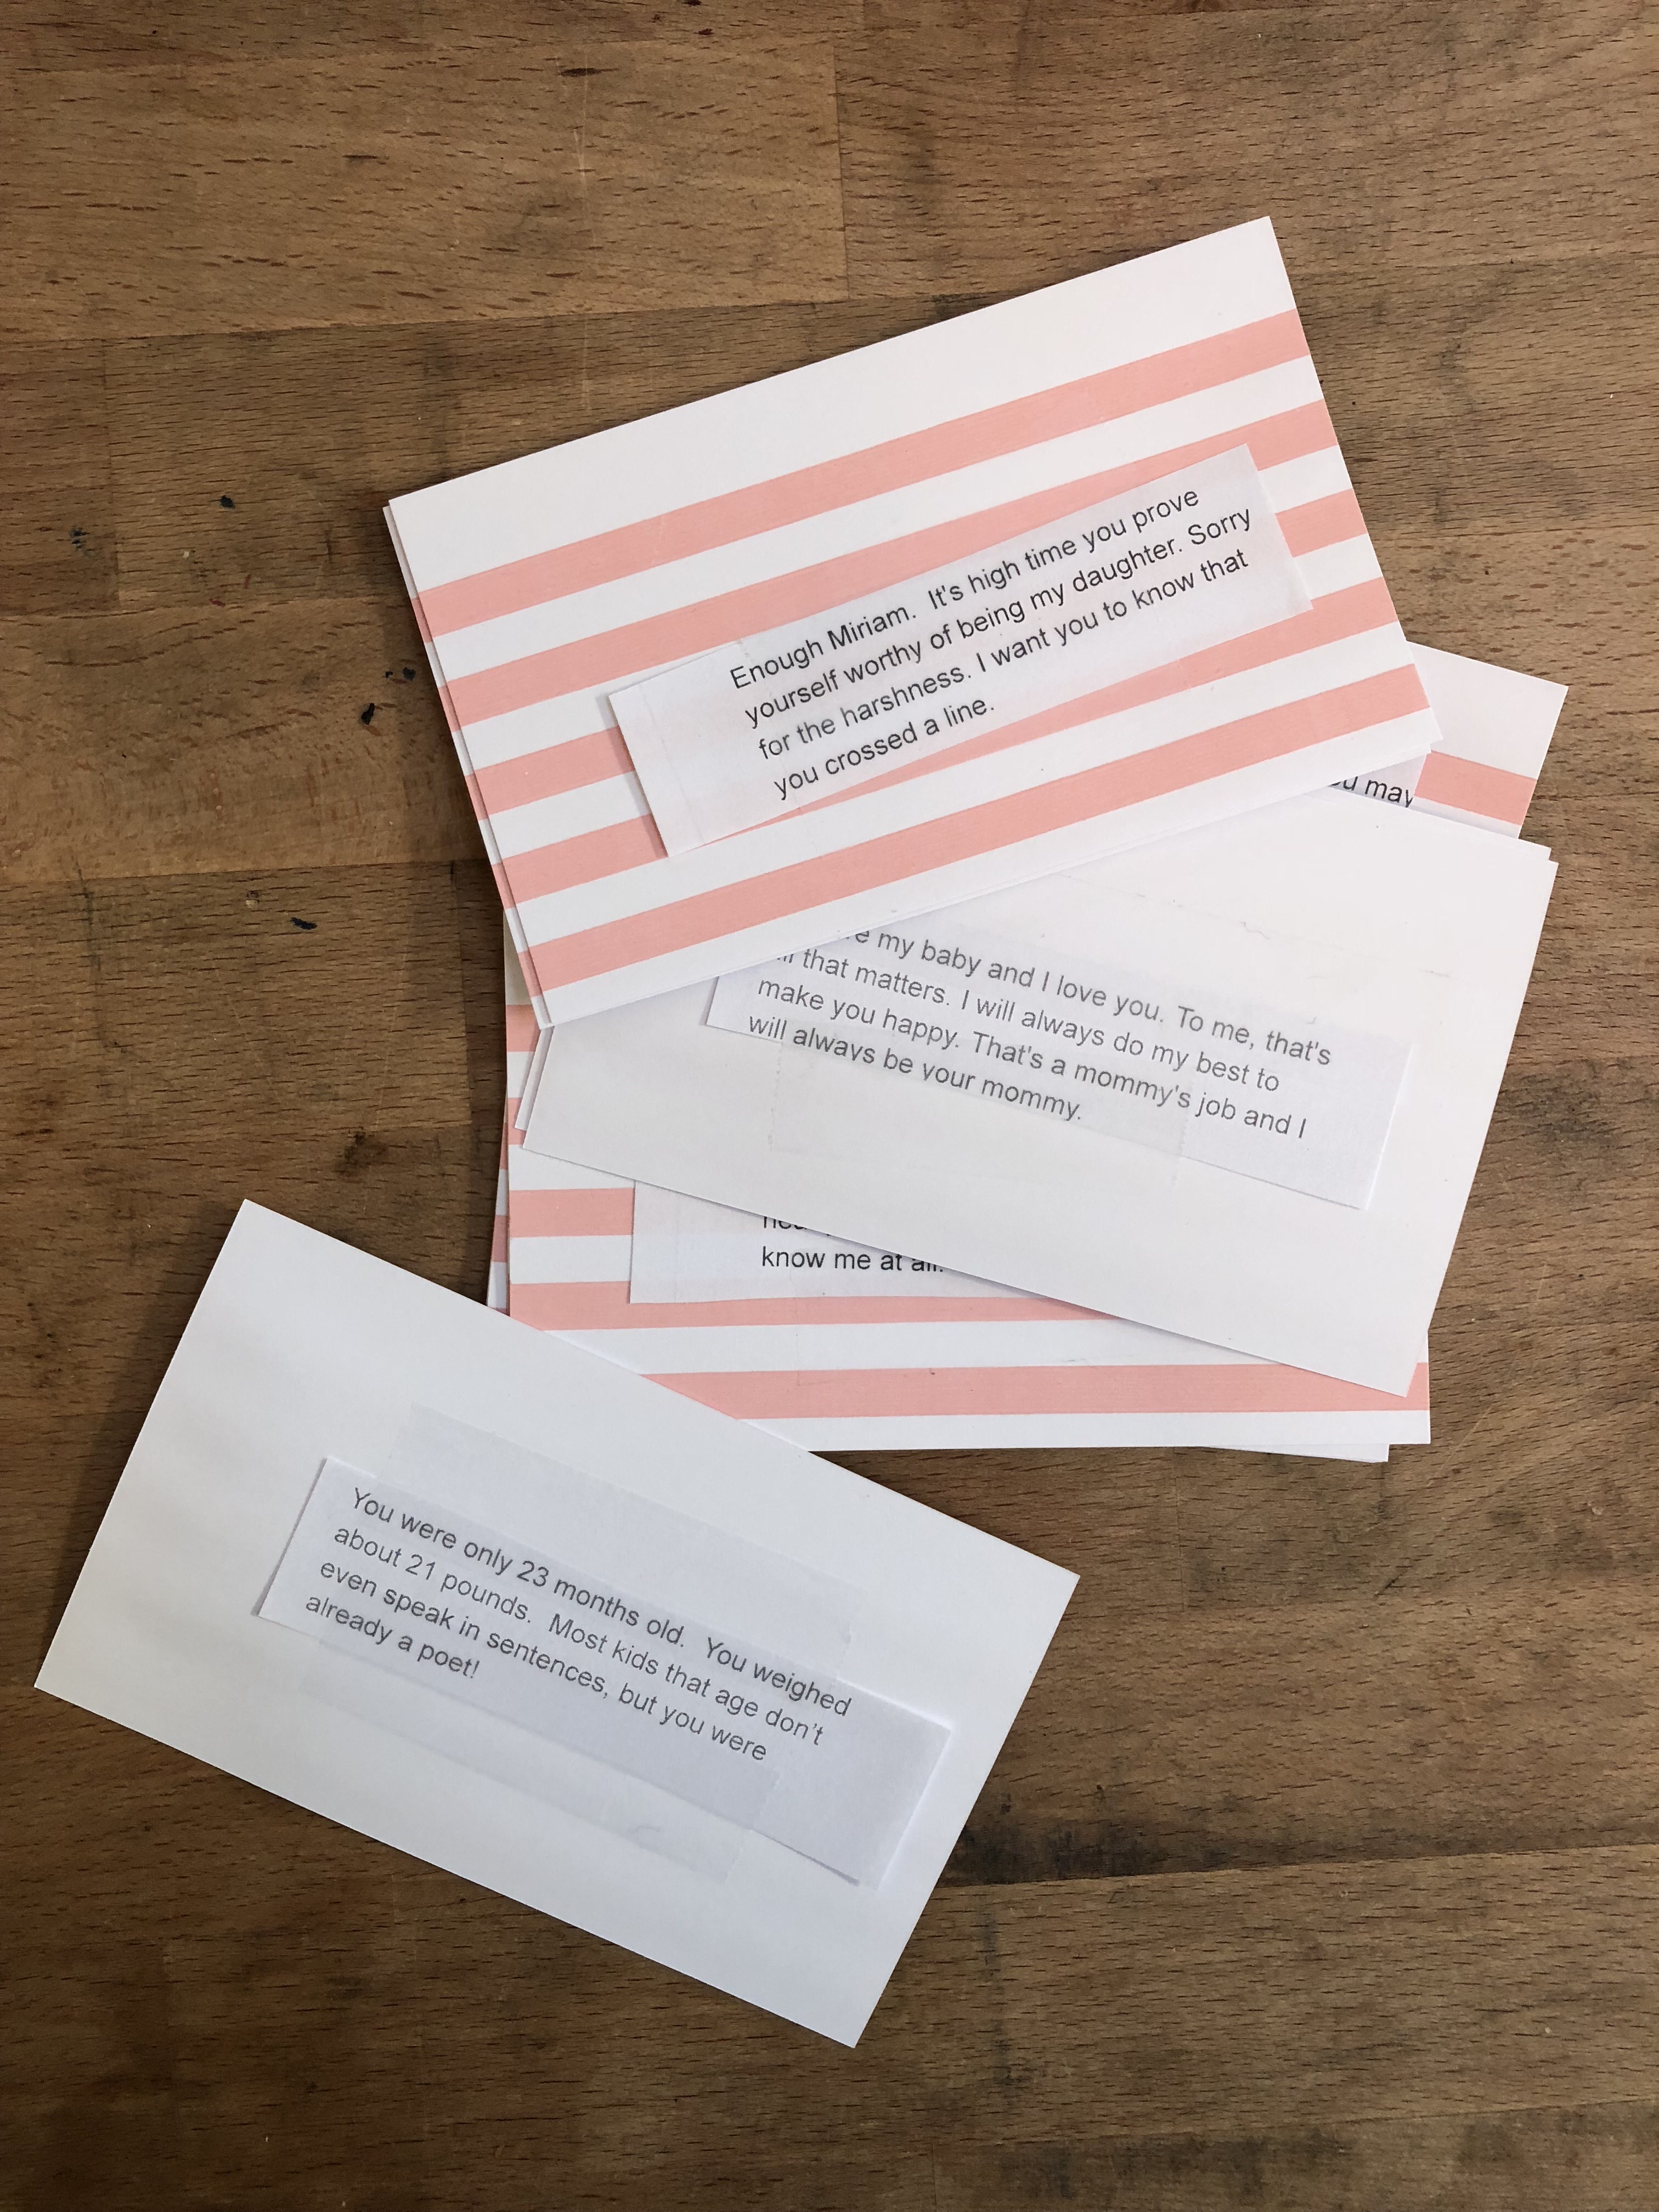 Enough Miriam. It's high time you prove
yourself worthy of being my daughter. Sorry
for the harshness. I want you to know that
you crossed a line.
may
my baby and I love you. To me, that's
that matters. I will always do my best to
make you happy. That's a mommy's job and I
will always be your mommy.
know me at all.
You were only 23 months old. You weighed
about 21 pounds. Most kids that age don't
even speak in sentences, but you were
already a poet!